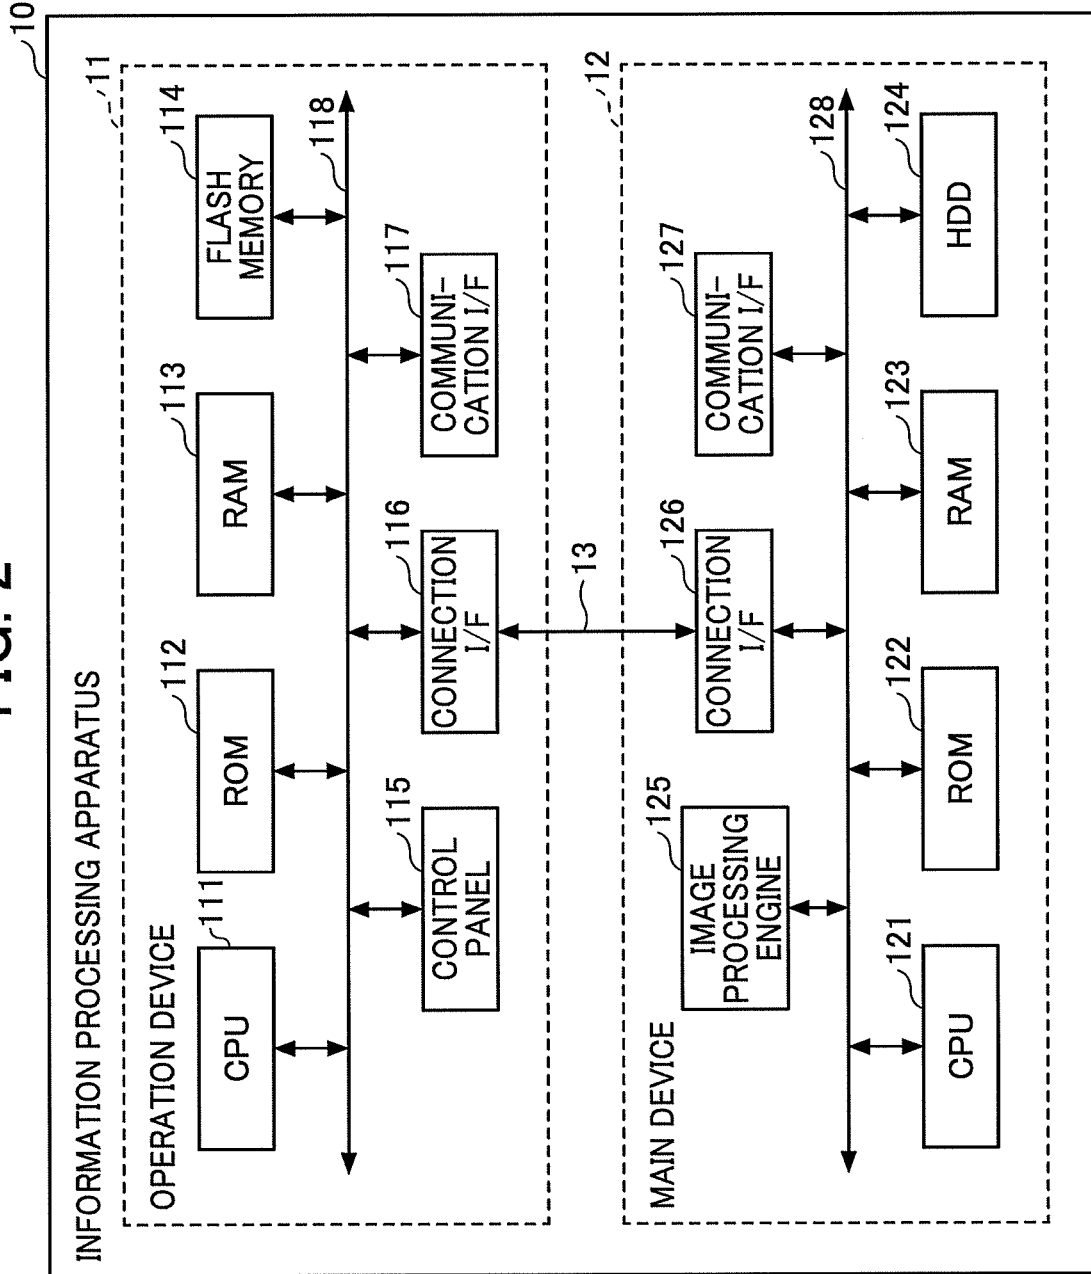 FIG. 2
10
INFORMATION PROCESSING APPARATUS
11
OPERATION DEVICE
111
CPU
112
ROM
113
RAM
114
FLASH
MEMORY
118
115
CONTROL
PANEL
116
CONNECTION
I/F
117
COMMUNI-
CATION I/F
13
12
MAIN DEVICE
125
IMAGE
PROCESSING
ENGINE
126
CONNECTION
I/F
127
COMMUNI-
CATION I/F
128
121
CPU
122
ROM
123
RAM
124
HDD